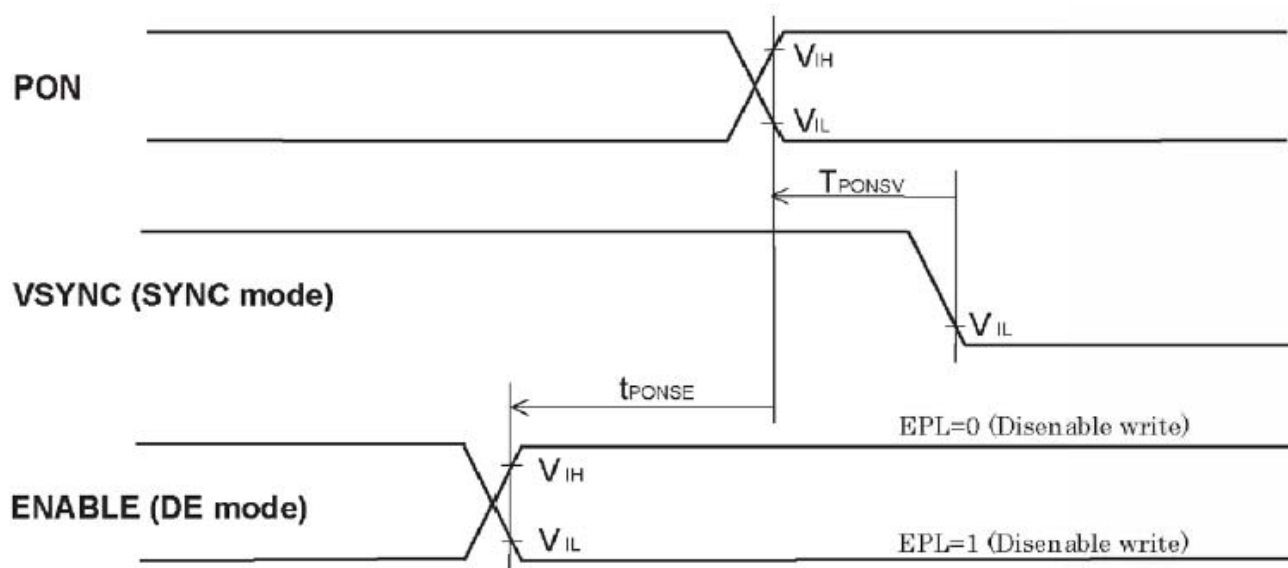 PON
VIH
VIL
TPONSV
VSYNC (SYNC mode)
VIL
tPONSE
EPL=0 (Disenable write)
VIH
ENABLE (DE mode)
VIL
EPL=1 (Disenable write)